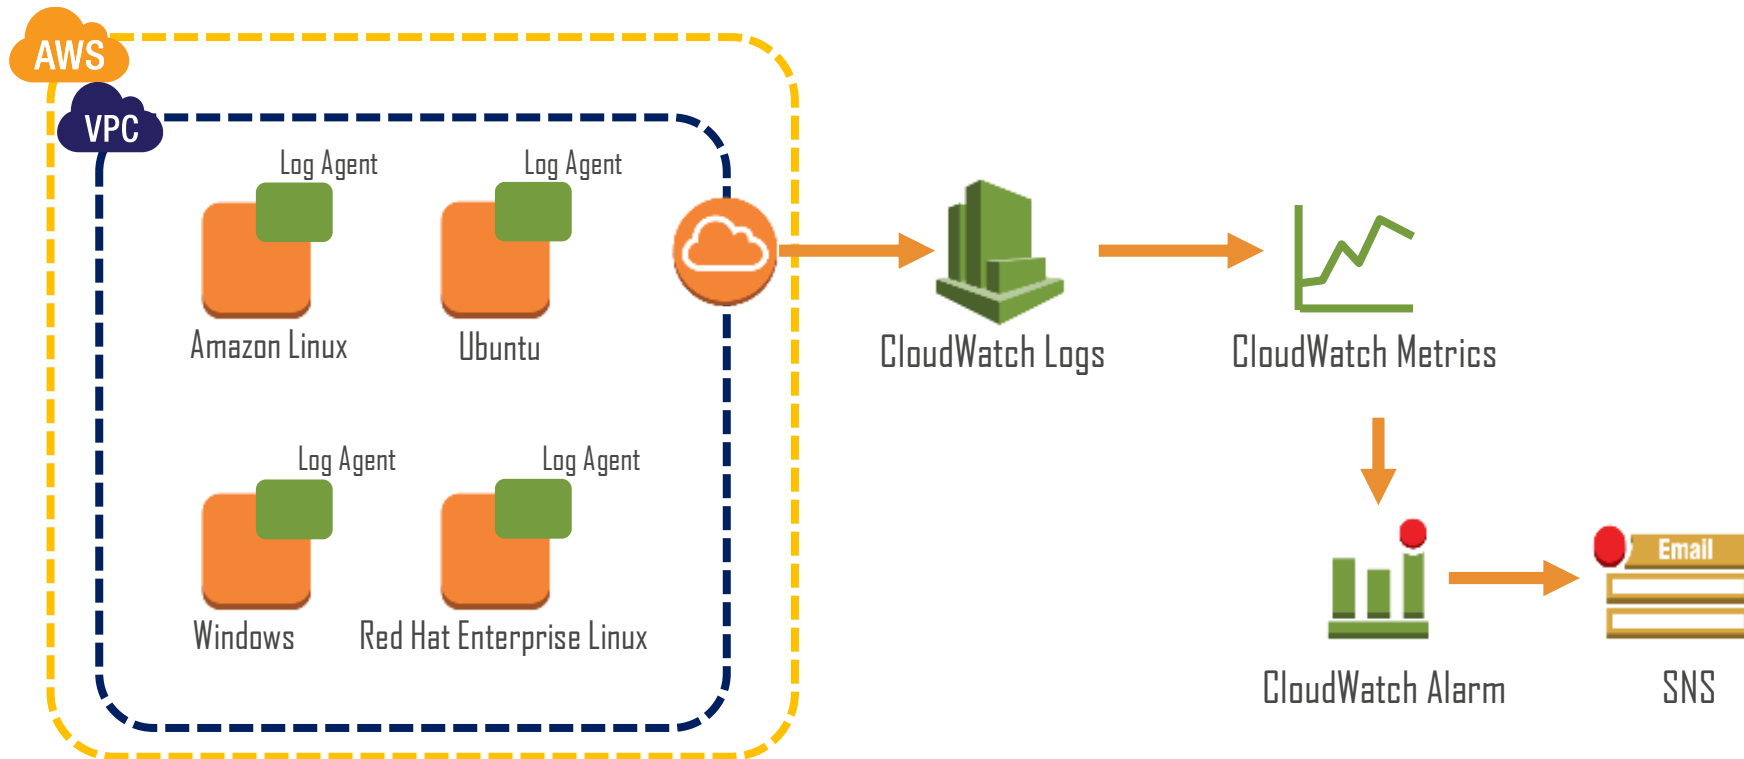 AWS
VPC
Log Agent
Log Agent
Amazon Linux
Ubuntu
CloudWatch Logs
CloudWatch Metrics
Log Agent
Log Agent
Windows
Red Hat Enterprise Linux
Email
CloudWatch Alarm
SNS